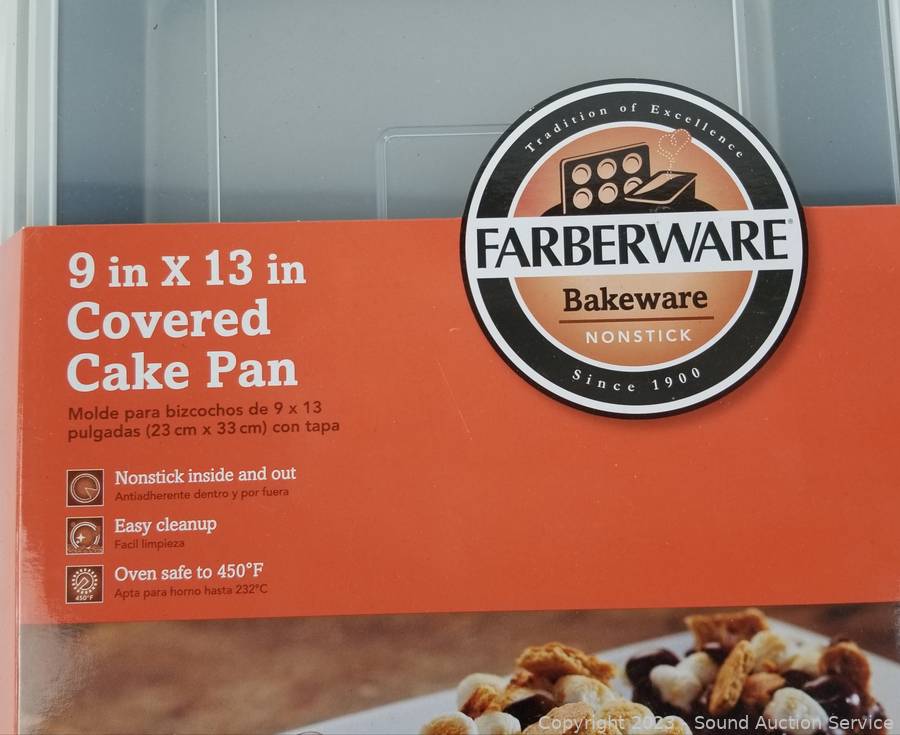 Tradition of Excellence
FARBERWARE®
Bakeware
NONSTICK
Since 1900
9 in X 13 in
Covered
Cake Pan
Molde para bizcochos de 9 x 13
pulgadas (23 cm x 33 cm) con tapa
Nonstick inside and out
Antiadherente dentro y por fuera
Easy cleanup
Facil limpieza
450°F
Oven safe to 450°F
Apta para horno hasta 232°C
Copyright 2023 - Sound Auction Service